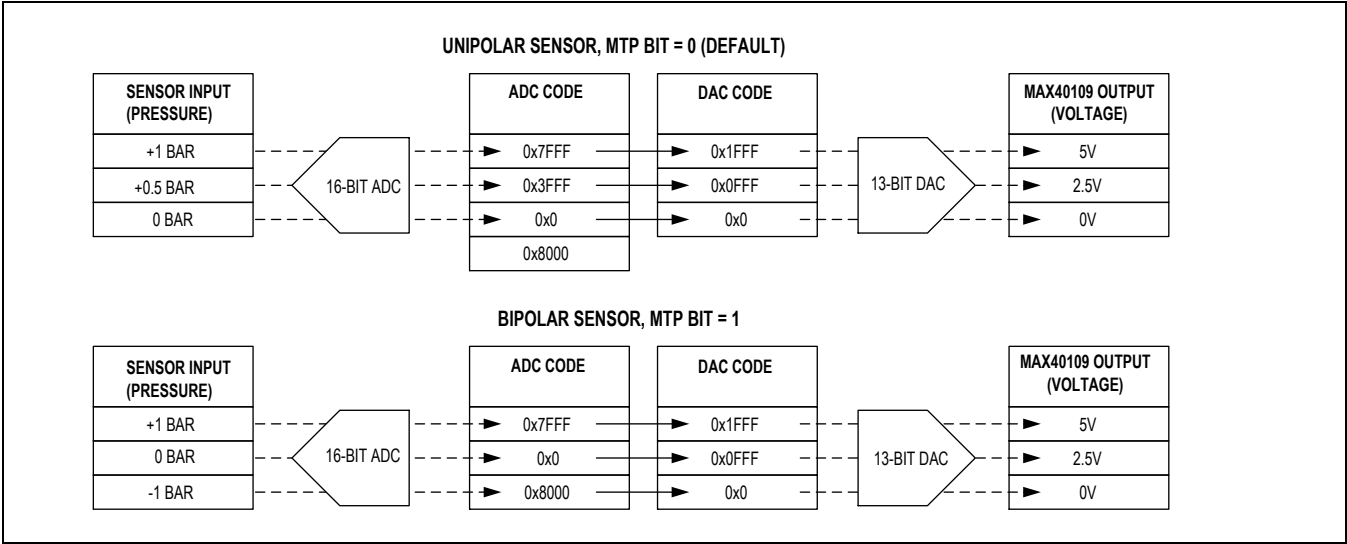 UNIPOLAR SENSOR, MTP BIT = 0 (DEFAULT)
SENSOR INPUT
(PRESSURE)
ADC CODE
DAC CODE
MAX40109 OUTPUT
(VOLTAGE)
+1 BAR
0x7FFF
0x1FFF
5V
+0.5 BAR
16-BIT ADC
0x3FFF
0x0FFF
13-BIT DAC
2.5V
0 BAR
0x0
0x0
0V
0x8000
BIPOLAR SENSOR, MTP BIT = 1
SENSOR INPUT
(PRESSURE)
ADC CODE
DAC CODE
MAX40109 OUTPUT
(VOLTAGE)
+1 BAR
0x7FFF
0x1FFF
5V
0 BAR
16-BIT ADC
0x0
0x0FFF
13-BIT DAC
2.5V
-1 BAR
0x8000
0x0
0V